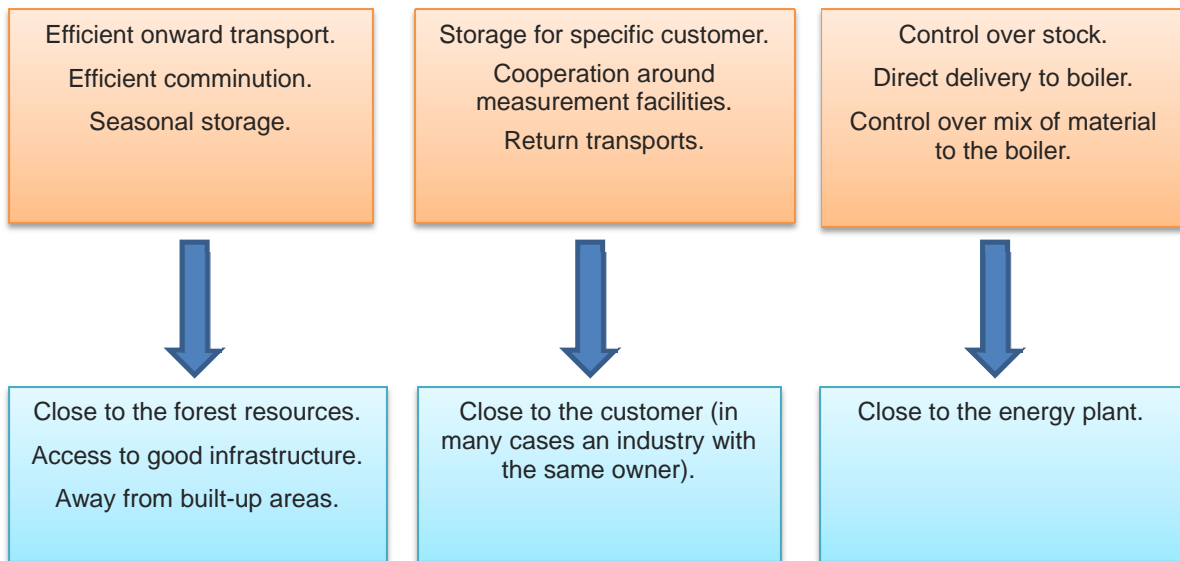 Efficient onward transport.
Efficient comminution.
Seasonal storage.
Storage for specific customer.
Cooperation around
measurement facilities.
Return transports.
Control over stock.
Direct delivery to boiler.
Control over mix of material
to the boiler.
Close to the forest resources.
Access to good infrastructure.
Away from built-up areas.
Close to the customer (in
many cases an industry with
the same owner).
Close to the energy plant.